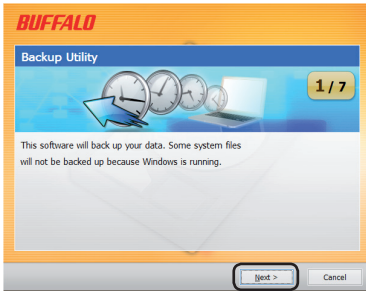 BUFFALO
Backup Utility
1 / 7
This software will back up your data. Some system files
will not be backed up because Windows is running.
Next >
Cancel